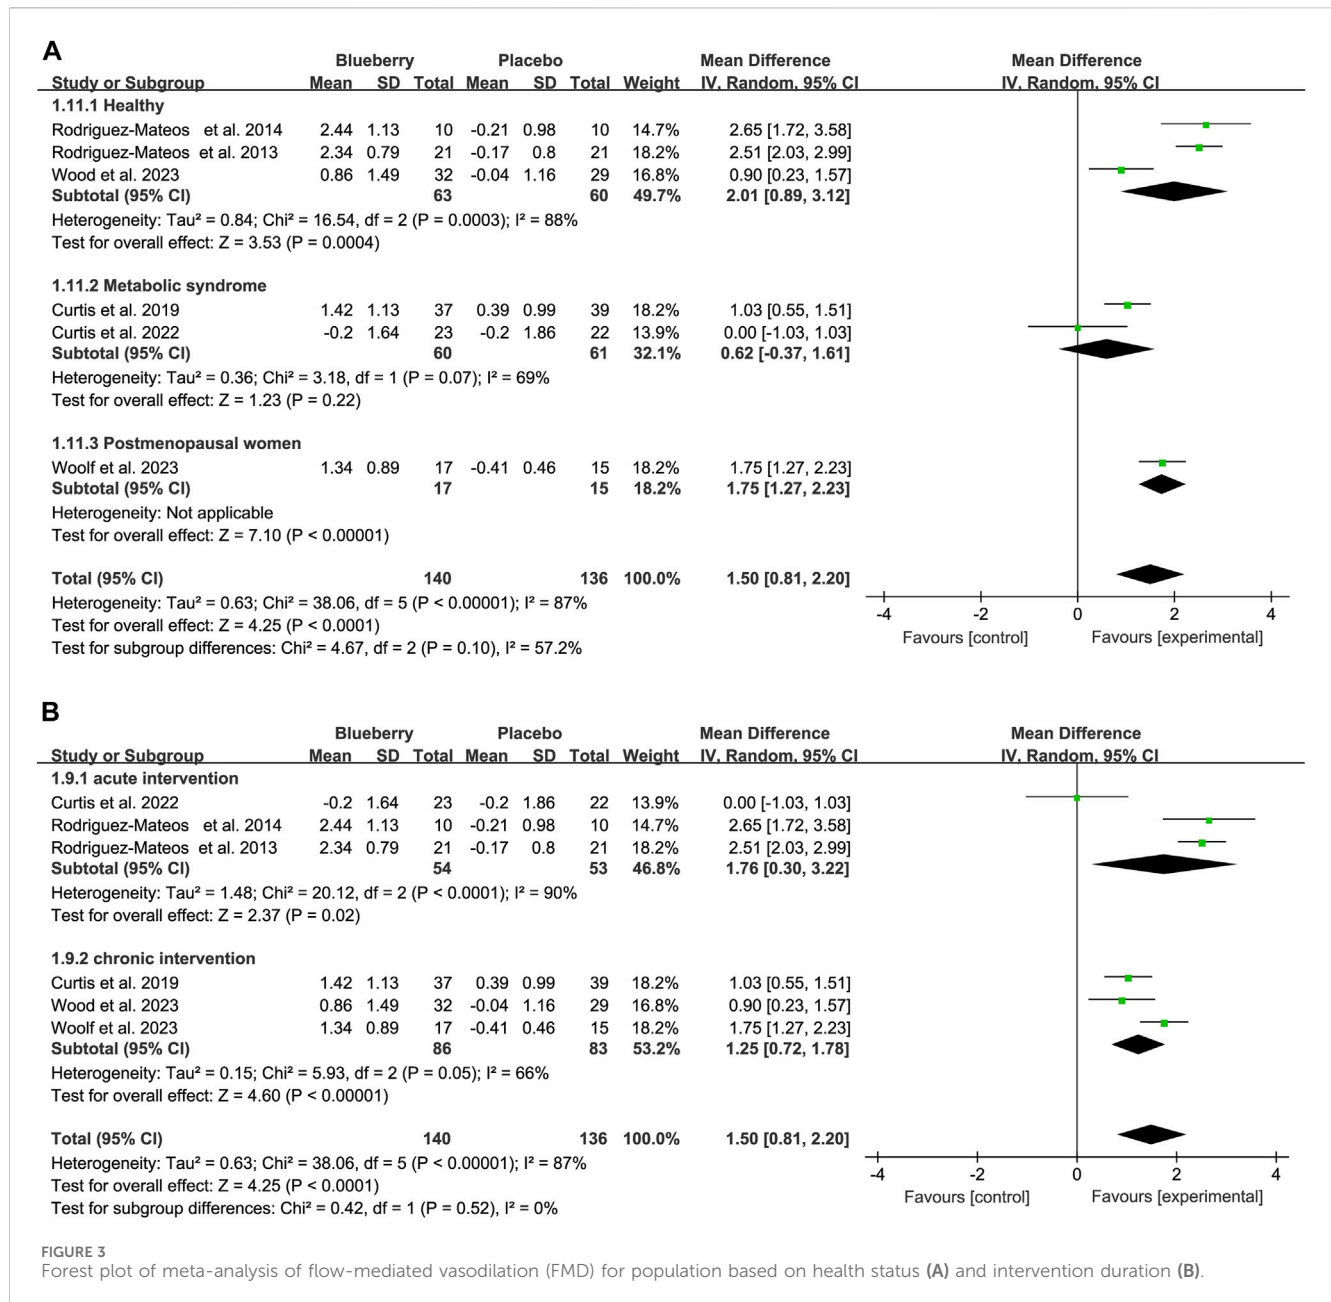 A
Blueberry Placebo Mean Difference Mean Difference
Study or Subgroup Mean SD Total Mean SD Total Weight IV, Random, 95% CI IV, Random, 95% CI
1.11.1 Healthy
Rodriguez-Mateos et al. 2014 2.44 1.13 10 -0.21 0.98 10 14.7% 2.65 [1.72, 3.58]
Rodriguez-Mateos et al. 2013 2.34 0.79 21 -0.17 0.8 21 18.2% 2.51 [2.03, 2.99]
Wood et al. 2023 0.86 1.49 32 -0.04 1.16 29 16.8% 0.90 [0.23, 1.57]
Subtotal (95% CI) 63 60 49.7% 2.01 [0.89, 3.12]
Heterogeneity: Tau² = 0.84; Chi² = 16.54, df = 2 (P = 0.0003); I² = 88%
Test for overall effect: Z = 3.53 (P = 0.0004)
1.11.2 Metabolic syndrome
Curtis et al. 2019 1.42 1.13 37 0.39 0.99 39 18.2% 1.03 [0.55, 1.51]
Curtis et al. 2022 -0.2 1.64 23 -0.2 1.86 22 13.9% 0.00 [-1.03, 1.03]
Subtotal (95% CI) 60 61 32.1% 0.62 [-0.37, 1.61]
Heterogeneity: Tau² = 0.36; Chi² = 3.18, df = 1 (P = 0.07); I² = 69%
Test for overall effect: Z = 1.23 (P = 0.22)
1.11.3 Postmenopausal women
Woolf et al. 2023 1.34 0.89 17 -0.41 0.46 15 18.2% 1.75 [1.27, 2.23]
Subtotal (95% CI) 17 15 18.2% 1.75 [1.27, 2.23]
Heterogeneity: Not applicable
Test for overall effect: Z = 7.10 (P < 0.00001)
Total (95% CI) 140 136 100.0% 1.50 [0.81, 2.20]
Heterogeneity: Tau² = 0.63; Chi² = 38.06, df = 5 (P < 0.00001); I² = 87%
Test for overall effect: Z = 4.25 (P < 0.0001)
Test for subgroup differences: Chi² = 4.67, df = 2 (P = 0.10), I² = 57.2%
-4 -2 0 2 4
Favours [control] Favours [experimental]
B
Blueberry Placebo Mean Difference Mean Difference
Study or Subgroup Mean SD Total Mean SD Total Weight IV, Random, 95% CI IV, Random, 95% CI
1.9.1 acute intervention
Curtis et al. 2022 -0.2 1.64 23 -0.2 1.86 22 13.9% 0.00 [-1.03, 1.03]
Rodriguez-Mateos et al. 2014 2.44 1.13 10 -0.21 0.98 10 14.7% 2.65 [1.72, 3.58]
Rodriguez-Mateos et al. 2013 2.34 0.79 21 -0.17 0.8 21 18.2% 2.51 [2.03, 2.99]
Subtotal (95% CI) 54 53 46.8% 1.76 [0.30, 3.22]
Heterogeneity: Tau² = 1.48; Chi² = 20.12, df = 2 (P < 0.0001); I² = 90%
Test for overall effect: Z = 2.37 (P = 0.02)
1.9.2 chronic intervention
Curtis et al. 2019 1.42 1.13 37 0.39 0.99 39 18.2% 1.03 [0.55, 1.51]
Wood et al. 2023 0.86 1.49 32 -0.04 1.16 29 16.8% 0.90 [0.23, 1.57]
Woolf et al. 2023 1.34 0.89 17 -0.41 0.46 15 18.2% 1.75 [1.27, 2.23]
Subtotal (95% CI) 86 83 53.2% 1.25 [0.72, 1.78]
Heterogeneity: Tau² = 0.15; Chi² = 5.93, df = 2 (P = 0.05); I² = 66%
Test for overall effect: Z = 4.60 (P < 0.00001)
Total (95% CI) 140 136 100.0% 1.50 [0.81, 2.20]
Heterogeneity: Tau² = 0.63; Chi² = 38.06, df = 5 (P < 0.00001); I² = 87%
Test for overall effect: Z = 4.25 (P < 0.0001)
Test for subgroup differences: Chi² = 0.42, df = 1 (P = 0.52), I² = 0%
-4 -2 0 2 4
Favours [control] Favours [experimental]
FIGURE 3
Forest plot of meta-analysis of flow-mediated vasodilation (FMD) for population based on health status (A) and intervention duration (B).